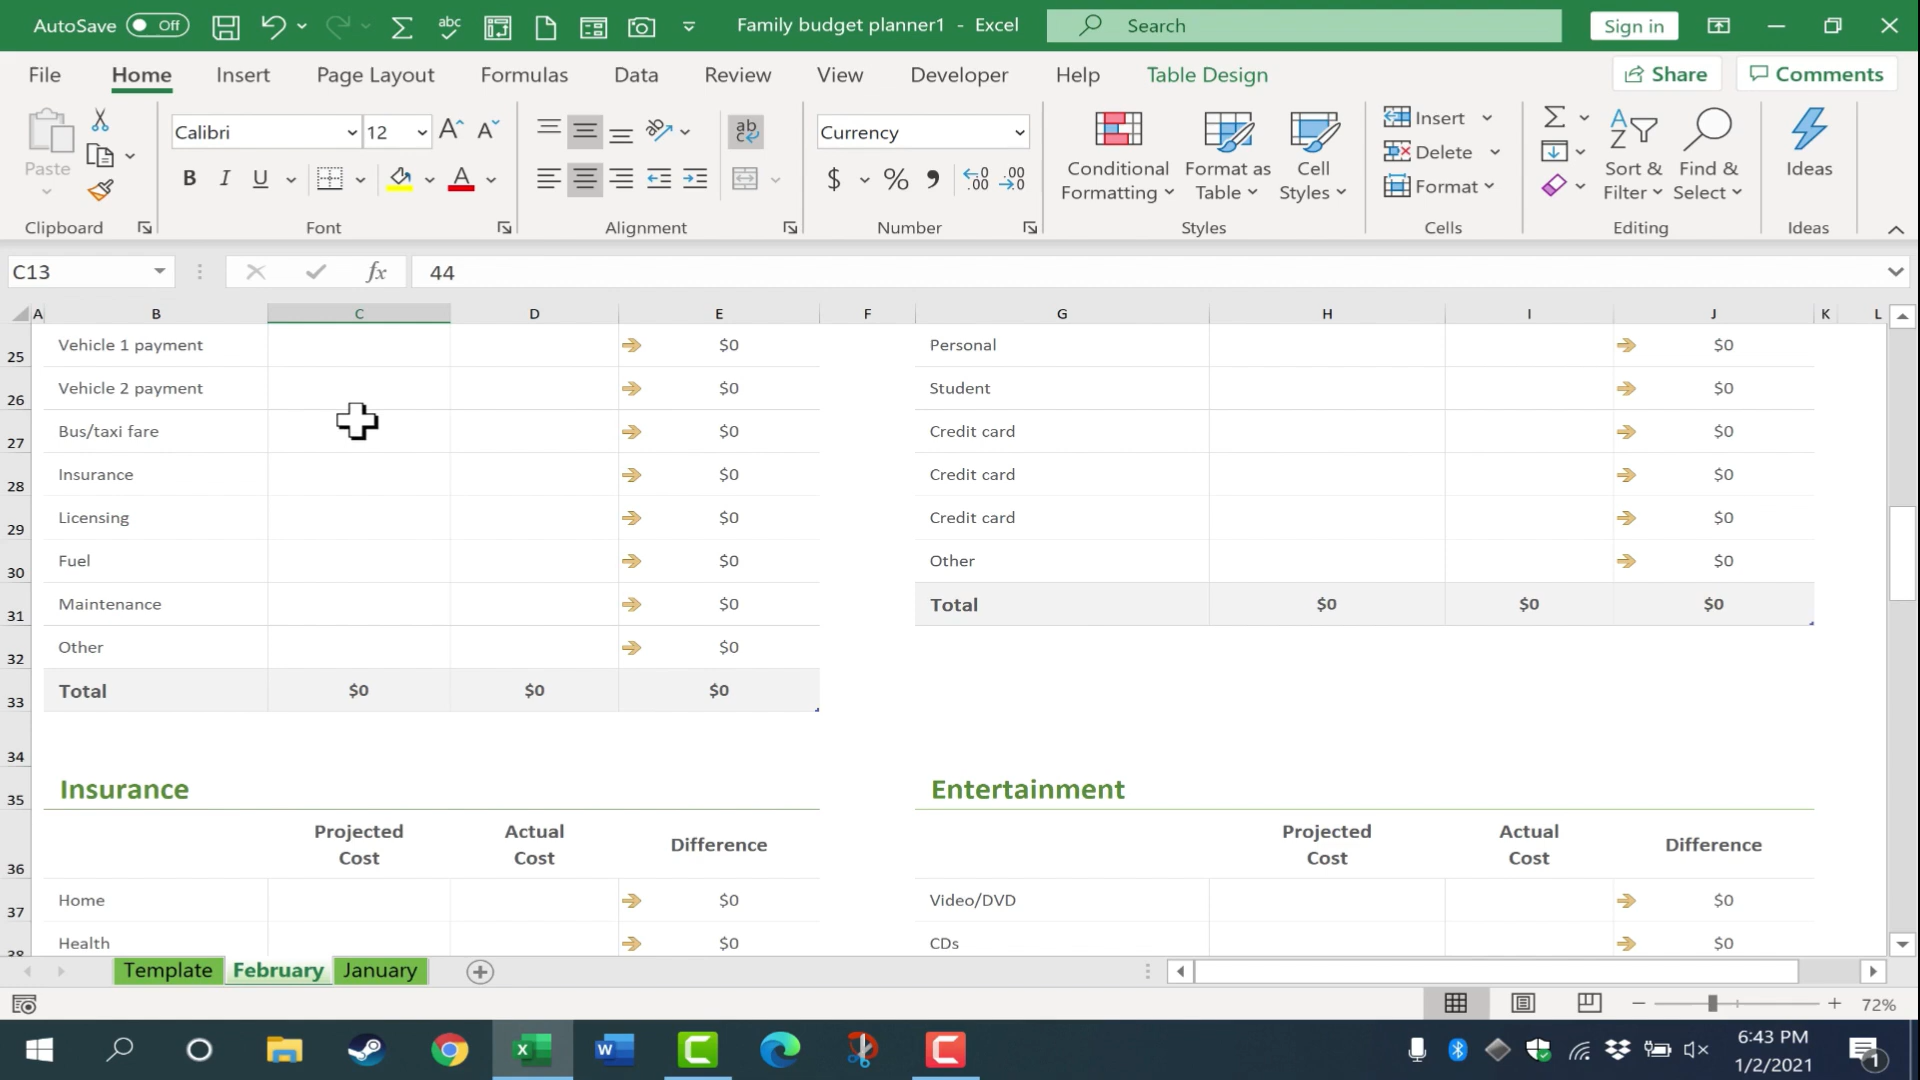 AutoSave Off Family budget planner1 - Excel Search Sign in
File Home Insert Page Layout Formulas Data Review View Developer Help Table Design Share Comments
Paste Calibri 12 Currency Conditional Formatting Format as Table Cell Styles Insert Delete Format Sort & Filter Find & Select Ideas
Clipboard Font Alignment Number Styles Cells Editing Ideas
C13 fx 44
A B C D E F G H I J K L
25 Vehicle 1 payment $0 Personal $0
26 Vehicle 2 payment $0 Student $0
27 Bus/taxi fare $0 Credit card $0
28 Insurance $0 Credit card $0
29 Licensing $0 Credit card $0
30 Fuel $0 Other $0
31 Maintenance $0 Total $0 $0 $0
32 Other $0
33 Total $0 $0 $0
34
35 Insurance Entertainment
36 Projected Cost Actual Cost Difference Projected Cost Actual Cost Difference
37 Home $0 Video/DVD $0
38 Health $0 CDs $0
Template February January
72%
6:43 PM
1/2/2021
1